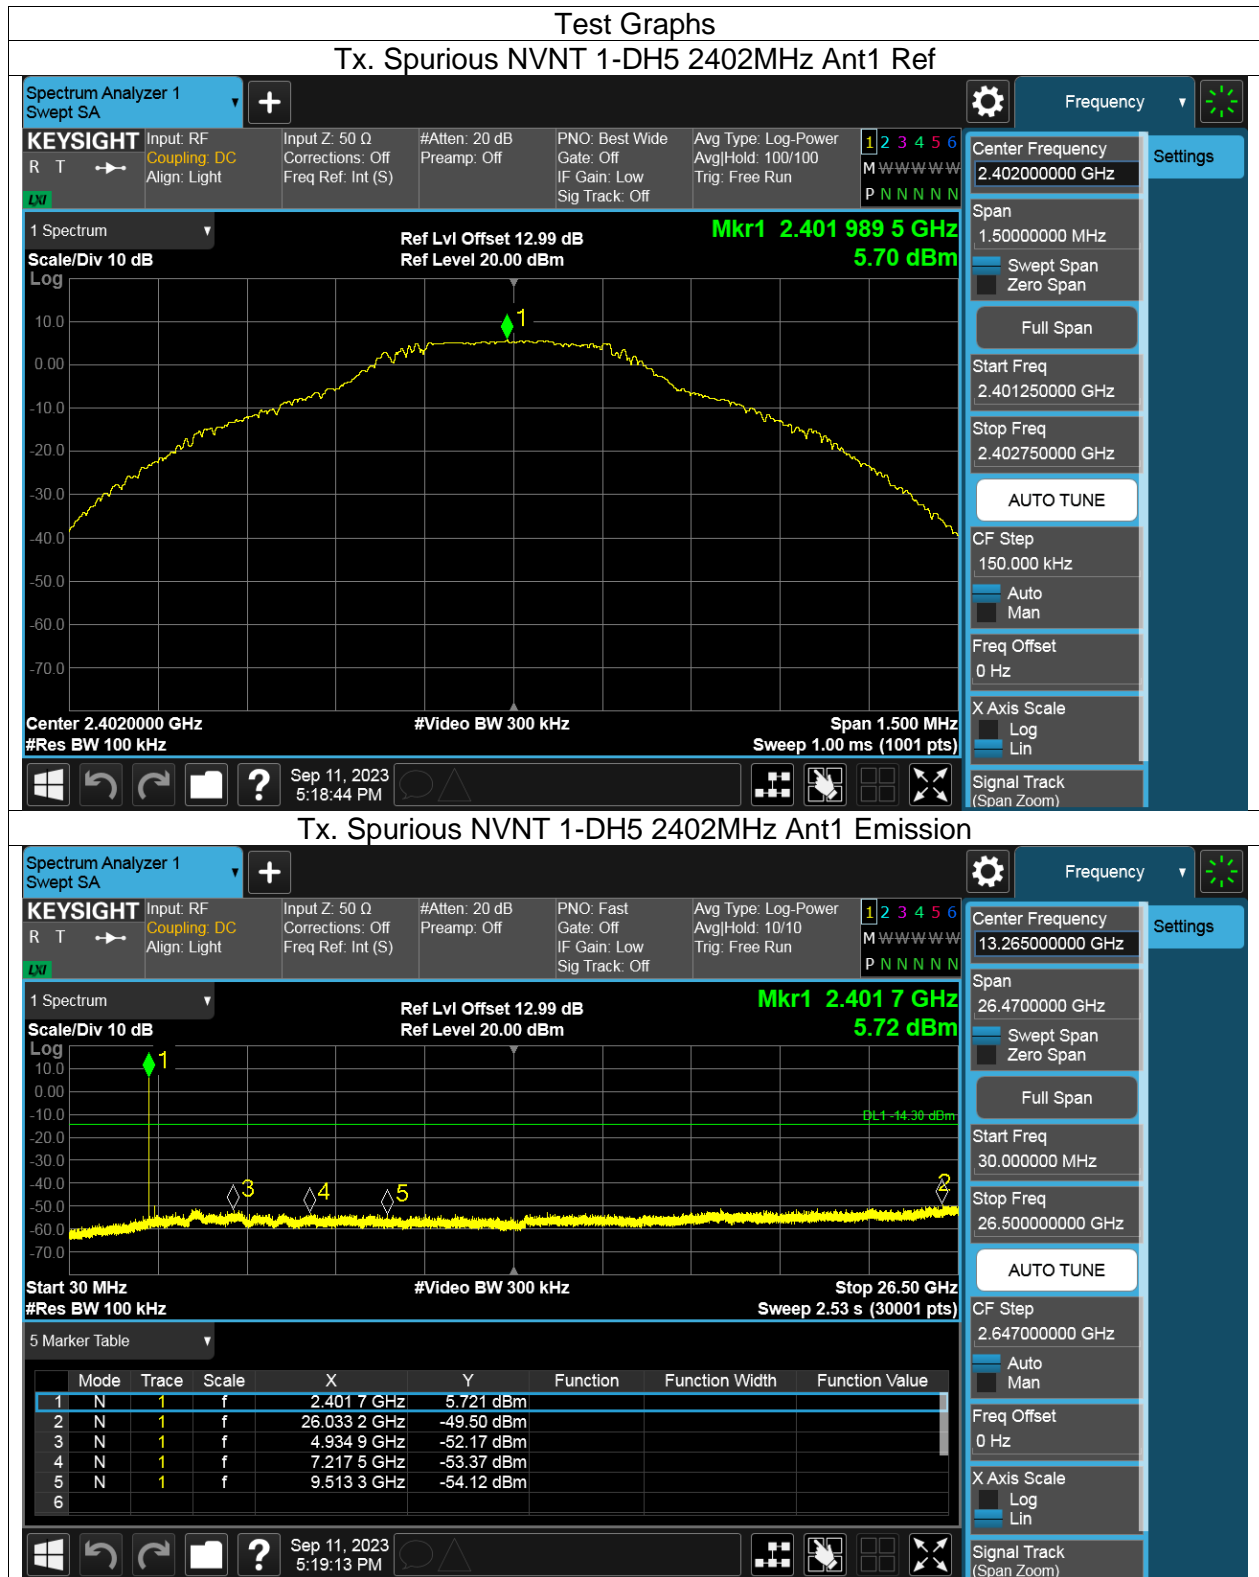 Test Graphs
Tx. Spurious NVNT 1-DH5 2402MHz Ant1 Ref
Spectrum Analyzer 1
Swept SA
Frequency
KEYSIGHT
R T
LXI
Input: RF
Coupling: DC
Align: Light
Input Z: 50 Ω
Corrections: Off
Freq Ref: Int (S)
#Atten: 20 dB
Preamp: Off
PNO: Best Wide
Gate: Off
IF Gain: Low
Sig Track: Off
Avg Type: Log-Power
Avg|Hold: 100/100
Trig: Free Run
1 2 3 4 5 6
M W W W W W
P N N N N N
Center Frequency
2.402000000 GHz
Settings
Span
1.50000000 MHz
Swept Span
Zero Span
Full Span
Start Freq
2.401250000 GHz
Stop Freq
2.402750000 GHz
AUTO TUNE
CF Step
150.000 kHz
Auto
Man
Freq Offset
0 Hz
X Axis Scale
Log
Lin
Signal Track
(Span Zoom)
1 Spectrum
Scale/Div 10 dB
Log
Ref Lvl Offset 12.99 dB
Ref Level 20.00 dBm
Mkr1 2.401 989 5 GHz
5.70 dBm
1
10.0
0.00
-10.0
-20.0
-30.0
-40.0
-50.0
-60.0
-70.0
Center 2.4020000 GHz
#Res BW 100 kHz
#Video BW 300 kHz
Span 1.500 MHz
Sweep 1.00 ms (1001 pts)
Sep 11, 2023
5:18:44 PM
Tx. Spurious NVNT 1-DH5 2402MHz Ant1 Emission
Spectrum Analyzer 1
Swept SA
Frequency
KEYSIGHT
R T
LXI
Input: RF
Coupling: DC
Align: Light
Input Z: 50 Ω
Corrections: Off
Freq Ref: Int (S)
#Atten: 20 dB
Preamp: Off
PNO: Fast
Gate: Off
IF Gain: Low
Sig Track: Off
Avg Type: Log-Power
Avg|Hold: 10/10
Trig: Free Run
1 2 3 4 5 6
M W W W W W
P N N N N N
Center Frequency
13.265000000 GHz
Settings
Span
26.4700000 GHz
Swept Span
Zero Span
Full Span
Start Freq
30.000000 MHz
Stop Freq
26.500000000 GHz
AUTO TUNE
CF Step
2.647000000 GHz
Auto
Man
Freq Offset
0 Hz
X Axis Scale
Log
Lin
Signal Track
(Span Zoom)
1 Spectrum
Scale/Div 10 dB
Log
Ref Lvl Offset 12.99 dB
Ref Level 20.00 dBm
Mkr1 2.401 7 GHz
5.72 dBm
1
10.0
0.00
-10.0
DL1 -14.30 dBm
-20.0
-30.0
-40.0
3 4 5 2
-50.0
-60.0
-70.0
Start 30 MHz
#Res BW 100 kHz
#Video BW 300 kHz
Stop 26.50 GHz
Sweep 2.53 s (30001 pts)
5 Marker Table
Mode Trace Scale X Y Function Function Width Function Value
1 N 1 f 2.401 7 GHz 5.721 dBm
2 N 1 f 26.033 2 GHz -49.50 dBm
3 N 1 f 4.934 9 GHz -52.17 dBm
4 N 1 f 7.217 5 GHz -53.37 dBm
5 N 1 f 9.513 3 GHz -54.12 dBm
6
Sep 11, 2023
5:19:13 PM